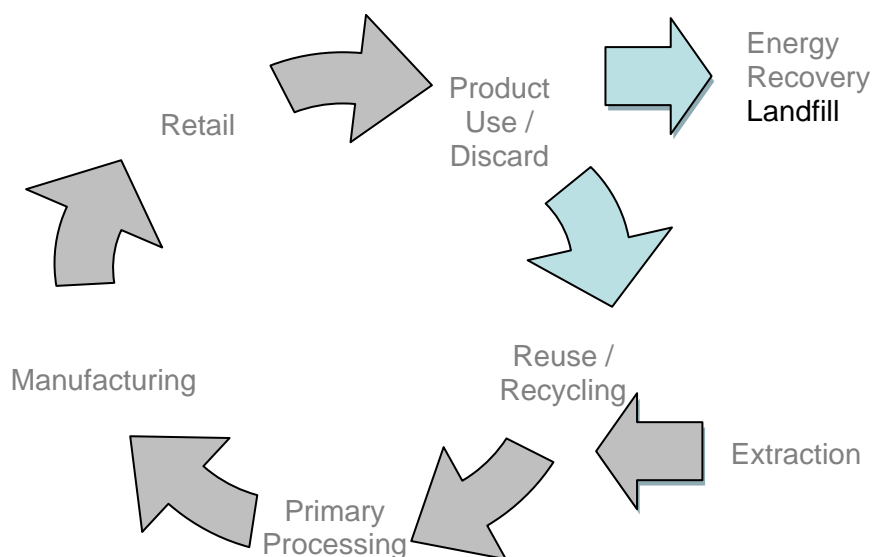 Energy
Recovery
Landfill
Product
Use /
Discard
Retail
Reuse /
Recycling
Manufacturing
Extraction
Primary
Processing